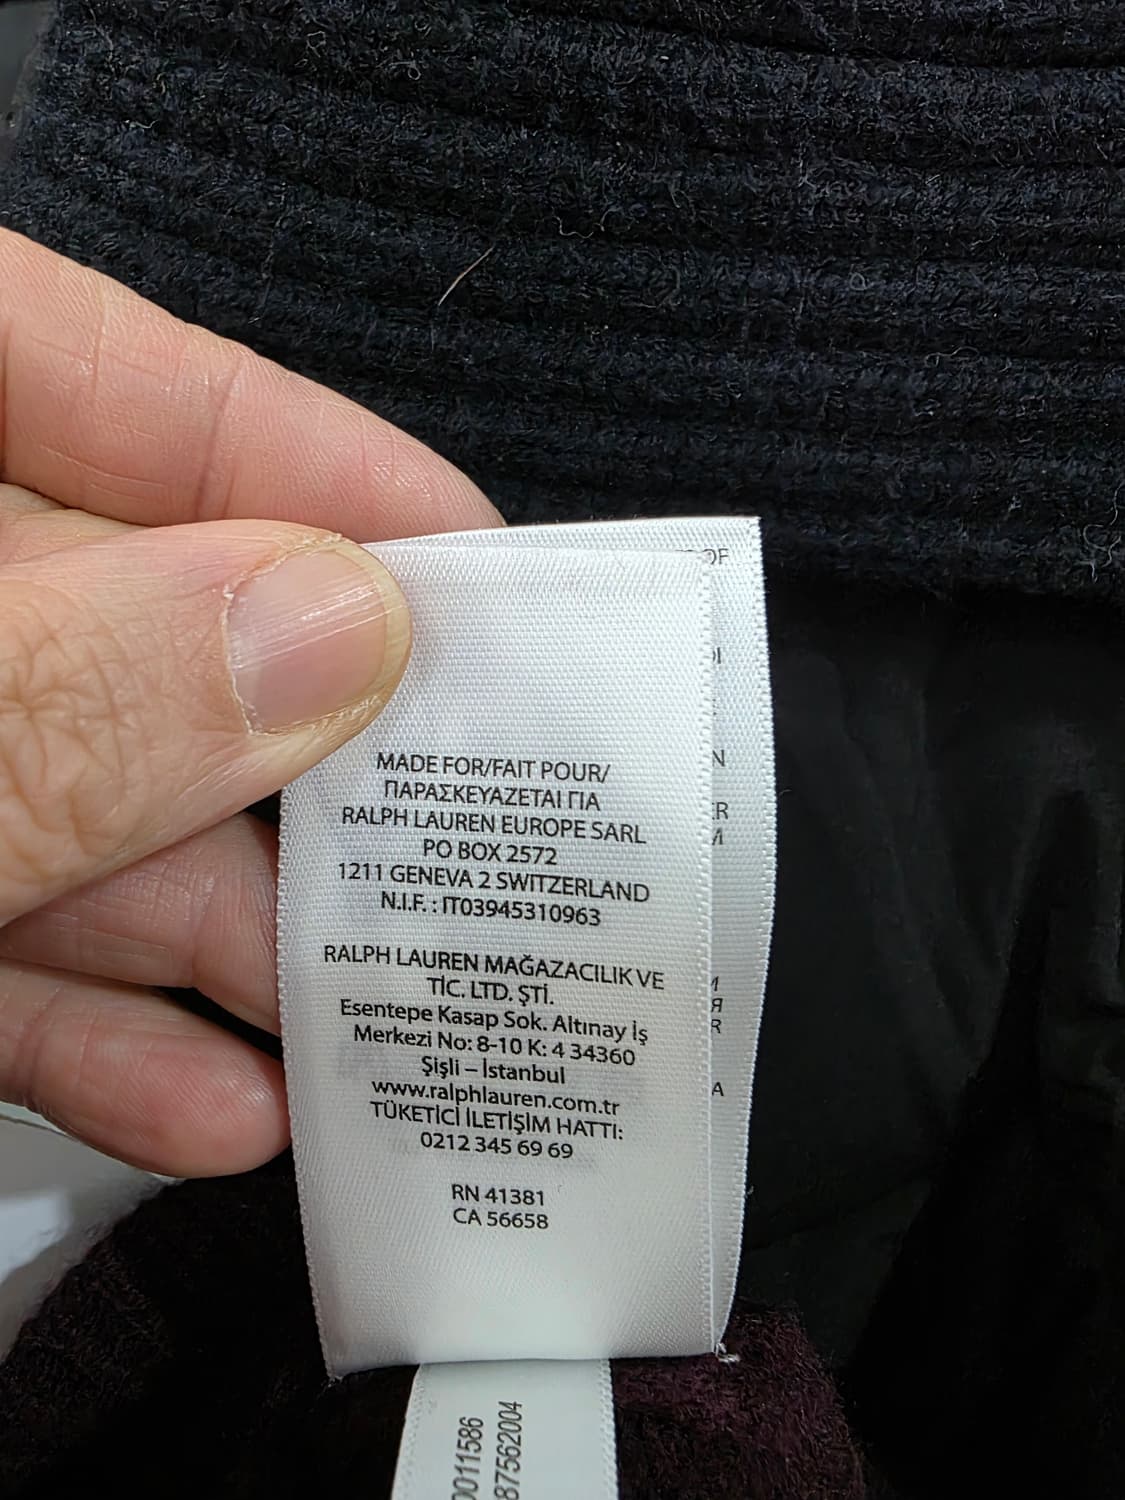 MADE FOR/FAIT POUR/
ΠΑΡΑΣΚΕΥΑΖΕΤΑΙ ΓΙΑ
RALPH LAUREN EUROPE SARL
PO BOX 2572
1211 GENEVA 2 SWITZERLAND
N.I.F. : IT03945310963
RALPH LAUREN MAĞAZACILIK VE
TİC. LTD. ŞTİ.
Esentepe Kasap Sok. Altınay İş
Merkezi No: 8-10 K: 4 34360
Şişli – İstanbul
www.ralphlauren.com.tr
TÜKETİCİ İLETİŞİM HATTI:
0212 345 69 69
RN 41381
CA 56658
OF